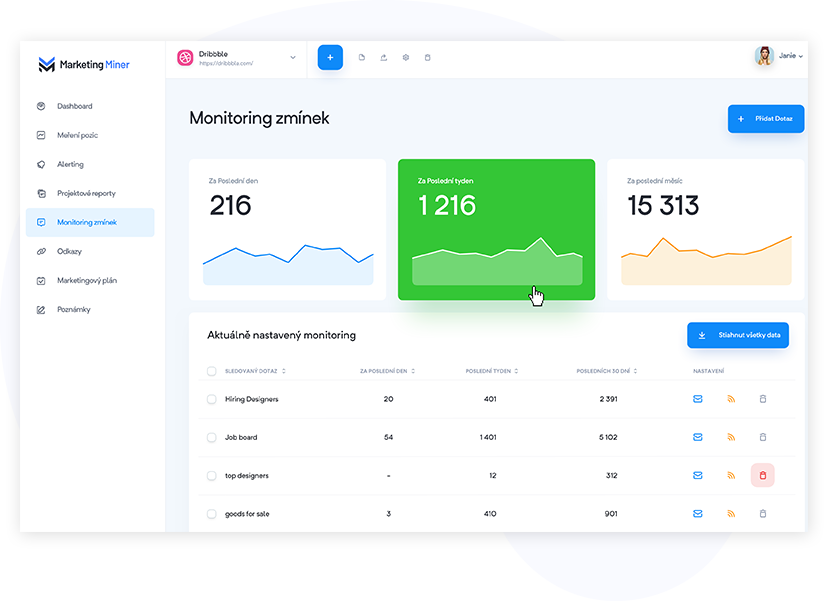 Marketing Miner
Dribbble
https://dribbble.com/
Janie
Dashboard
Měření pozic
Alerting
Projektové reporty
Monitoring zmínek
Odkazy
Marketingový plán
Poznámky
Monitoring zmínek
+ Přidat Dotaz
Za Poslední den
216
Za Poslední tyden
1 216
Za poslední měsíc
15 313
Aktuálně nastavený monitoring
Stiahnut všetky data
SLEDOVANÝ DOTAZ ZA POSLEDNÍ DEN POSLEDNÍ TYDEN POSLEDNÍCH 30 DNÍ NASTAVENÍ
Hiring Designers 20 401 2 391
Job board 54 1 401 5 102
top designers - 12 312
goods for sale 3 410 901